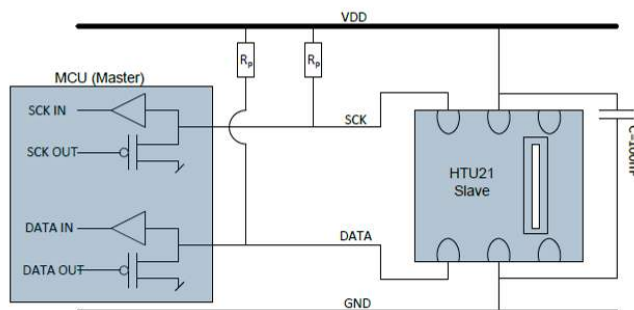 VDD
Rp
Rp
MCU (Master)
SCK IN
SCK
SCK OUT
HTU21
Slave
DATA IN
DATA
DATA OUT
GND